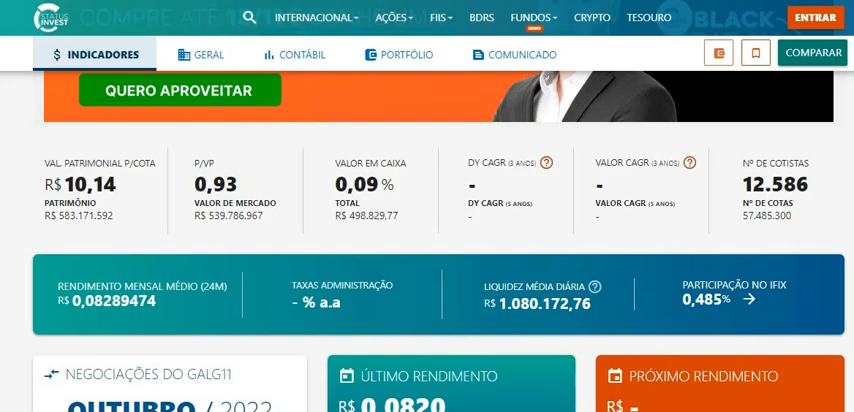 STATUS
INVEST
INTERNACIONAL
AÇÕES
FIIS
BDRS
FUNDOS
NOVO
CRYPTO
TESOURO
ENTRAR
BLACK
INDICADORES
GERAL
CONTÁBIL
PORTFÓLIO
COMUNICADO
COMPARAR
QUERO APROVEITAR
VAL. PATRIMONIAL P/COTA
R$ 10,14
PATRIMÔNIO
R$ 583.171.592
P/VP
0,93
VALOR DE MERCADO
R$ 539.786.967
VALOR EM CAIXA
0,09 %
TOTAL
R$ 498.829,77
DY CAGR (3 ANOS) ?
-
DY CAGR (5 ANOS)
-
VALOR CAGR (3 ANOS) ?
-
VALOR CAGR (5 ANOS)
-
Nº DE COTISTAS
12.586
Nº DE COTAS
57.485.300
RENDIMENTO MENSAL MÉDIO (24M)
R$ 0,08289474
TAXAS ADMINISTRAÇÃO
- % a.a
LIQUIDEZ MÉDIA DIÁRIA ?
R$ 1.080.172,76
PARTICIPAÇÃO NO IFIX
0,485%
NEGOCIAÇÕES DO GALG11
OUTUBRO / 2022
ÚLTIMO RENDIMENTO
R$ 0,0820
PRÓXIMO RENDIMENTO
R$ -